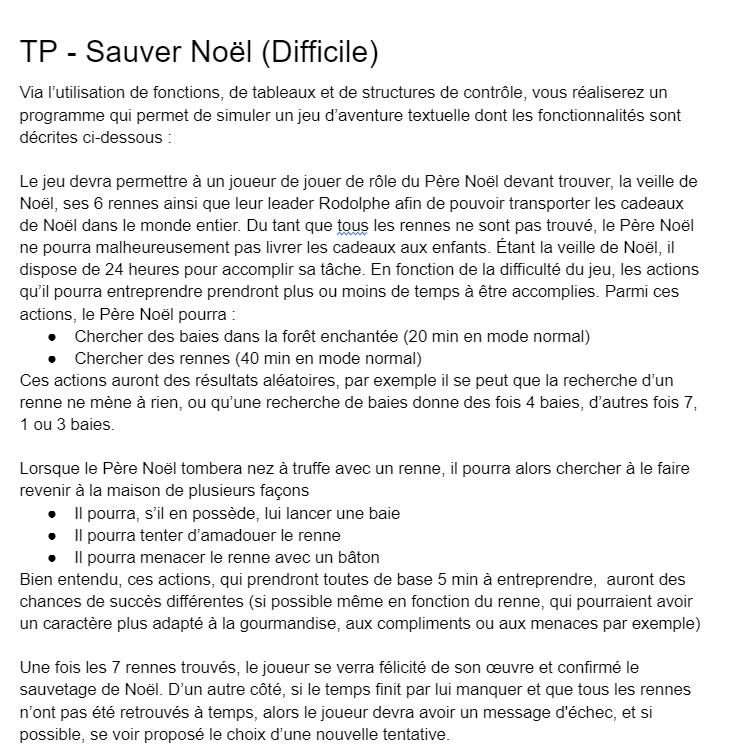 TP - Sauver Noël (Difficile)
Via l’utilisation de fonctions, de tableaux et de structures de contrôle, vous réaliserez un
programme qui permet de simuler un jeu d’aventure textuelle dont les fonctionnalités sont
décrites ci-dessous :
Le jeu devra permettre à un joueur de jouer de rôle du Père Noël devant trouver, la veille de
Noël, ses 6 rennes ainsi que leur leader Rodolphe afin de pouvoir transporter les cadeaux
de Noël dans le monde entier. Du tant que tous les rennes ne sont pas trouvé, le Père Noël
ne pourra malheureusement pas livrer les cadeaux aux enfants. Étant la veille de Noël, il
dispose de 24 heures pour accomplir sa tâche. En fonction de la difficulté du jeu, les actions
qu’il pourra entreprendre prendront plus ou moins de temps à être accomplies. Parmi ces
actions, le Père Noël pourra :
● Chercher des baies dans la forêt enchantée (20 min en mode normal)
● Chercher des rennes (40 min en mode normal)
Ces actions auront des résultats aléatoires, par exemple il se peut que la recherche d’un
renne ne mène à rien, ou qu’une recherche de baies donne des fois 4 baies, d’autres fois 7,
1 ou 3 baies.
Lorsque le Père Noël tombera nez à truffe avec un renne, il pourra alors chercher à le faire
revenir à la maison de plusieurs façons
● Il pourra, s’il en possède, lui lancer une baie
● Il pourra tenter d’amadouer le renne
● Il pourra menacer le renne avec un bâton
Bien entendu, ces actions, qui prendront toutes de base 5 min à entreprendre,  auront des
chances de succès différentes (si possible même en fonction du renne, qui pourraient avoir
un caractère plus adapté à la gourmandise, aux compliments ou aux menaces par exemple)
Une fois les 7 rennes trouvés, le joueur se verra félicité de son œuvre et confirmé le
sauvetage de Noël. D’un autre côté, si le temps finit par lui manquer et que tous les rennes
n’ont pas été retrouvés à temps, alors le joueur devra avoir un message d'échec, et si
possible, se voir proposé le choix d’une nouvelle tentative.